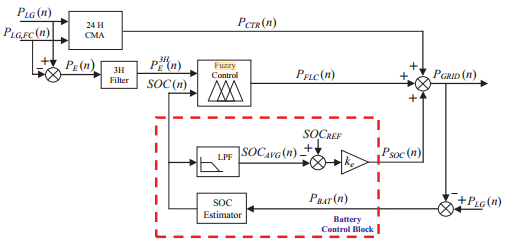 P_LG(n)
P_LG,FC(n)
24 H
CMA
P_CTR(n)
+
−
P_E(n)
3H
Filter
P_E^3H(n)
SOC(n)
Fuzzy
Control
P_FLC(n)
+
+
+
P_GRID(n)
LPF
SOC_AVG(n)
−
+
SOC_REF
k_e
P_SOC(n)
SOC
Estimator
P_BAT(n)
Battery
Control Block
−
+
P_LG(n)